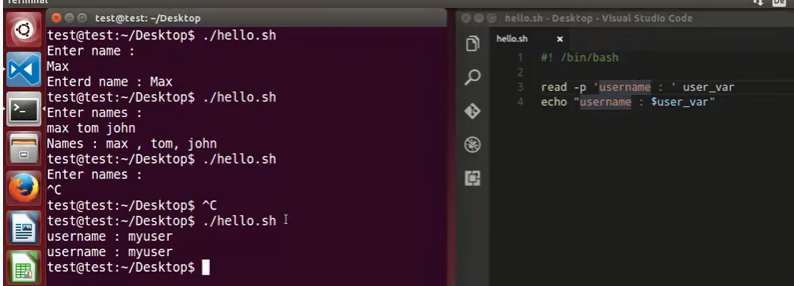 Terminal
De
test@test: ~/Desktop
test@test:~/Desktop$ ./hello.sh
Enter name :
Max
Enterd name : Max
test@test:~/Desktop$ ./hello.sh
Enter names :
max tom john
Names : max , tom, john
test@test:~/Desktop$ ./hello.sh
Enter names :
^C
test@test:~/Desktop$ ^C
test@test:~/Desktop$ ./hello.sh
username : myuser
username : myuser
test@test:~/Desktop$
hello.sh - Desktop - Visual Studio Code
hello.sh
1 #! /bin/bash
2
3 read -p 'username : ' user_var
4 echo "username : $user_var"